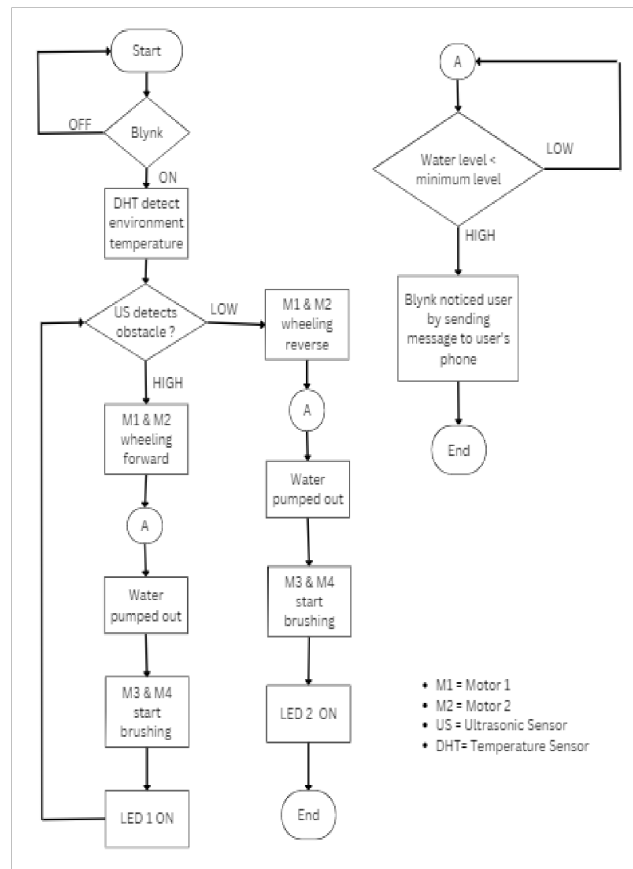 Start
Blynk
OFF
ON
DHT detect
environment
temperature
US detects
obstacle ?
LOW
HIGH
M1 & M2
wheeling
forward
A
Water
pumped out
M3 & M4
start
brushing
LED 1 ON
M1 & M2
wheeling
reverse
A
Water
pumped out
M3 & M4
start
brushing
LED 2 ON
End
A
Water level <
minimum level
LOW
HIGH
Blynk noticed user
by sending
message to user's
phone
End
• M1 = Motor 1
• M2 = Motor 2
• US = Ultrasonic Sensor
• DHT= Temperature Sensor